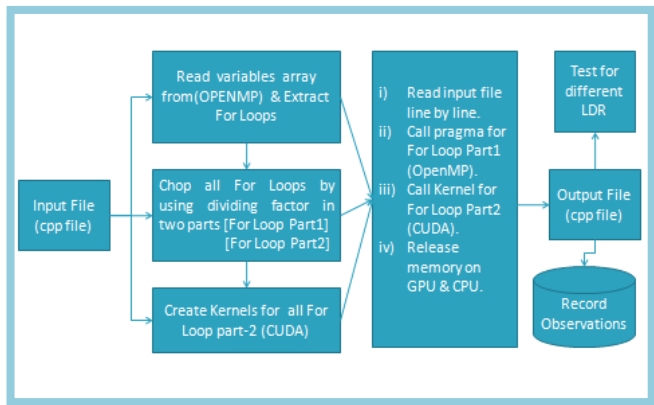 Input File
(cpp file)
Read variables array
from(OPENMP) & Extract
For Loops
Chop all For Loops by
using dividing factor in
two parts [For Loop Part1]
[For Loop Part2]
Create Kernels for all For
Loop part-2 (CUDA)
i) Read input file
line by line.
ii) Call pragma for
For Loop Part1
(OpenMP).
iii) Call Kernel for
For Loop Part2
(CUDA).
iv) Release
memory on
GPU & CPU.
Test for
different
LDR
Output File
(cpp file)
Record
Observations